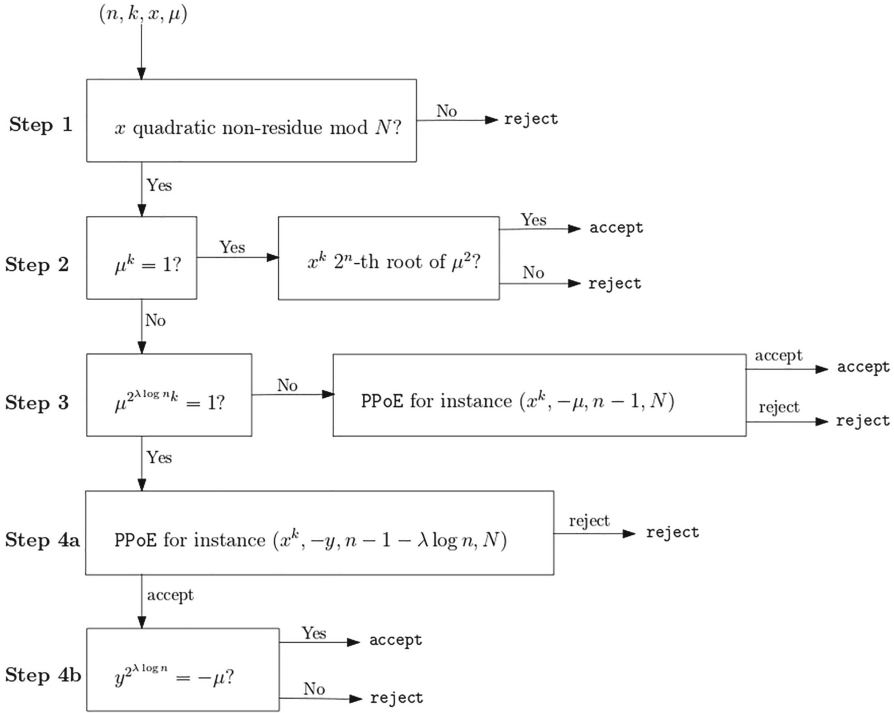 (n, k, x, μ)
Step 1
x quadratic non-residue mod N?
No
reject
Yes
Step 2
μ^k = 1?
Yes
x^k 2^n-th root of μ^2?
Yes
accept
No
reject
No
Step 3
μ^{2^{λ log n}k} = 1?
No
PPoE for instance (x^k, −μ, n − 1, N)
accept
accept
reject
reject
Yes
Step 4a
PPoE for instance (x^k, −y, n − 1 − λ log n, N)
reject
reject
accept
Step 4b
y^{2^{λ log n}} = −μ?
Yes
accept
No
reject